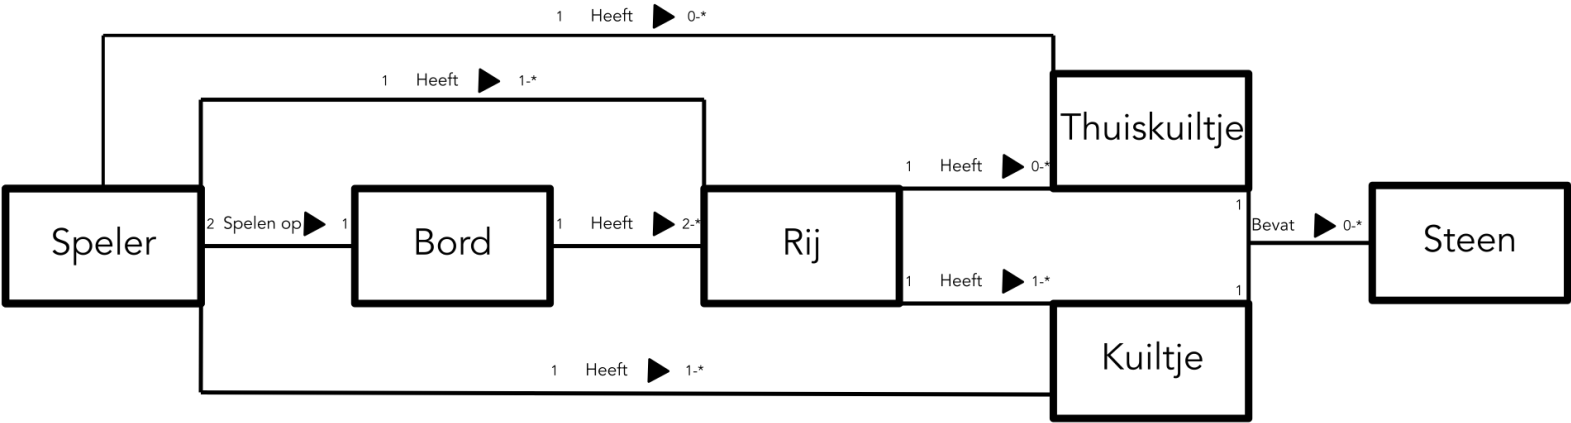 1 Heeft 0-*
1 Heeft 1-*
Thuiskuiltje
1 Heeft 0-*
Speler
2 Spelen op 1
Bord
1 Heeft 2-*
Rij
1
Bevat 0-*
Steen
1 Heeft 1-*
1
Kuiltje
1 Heeft 1-*